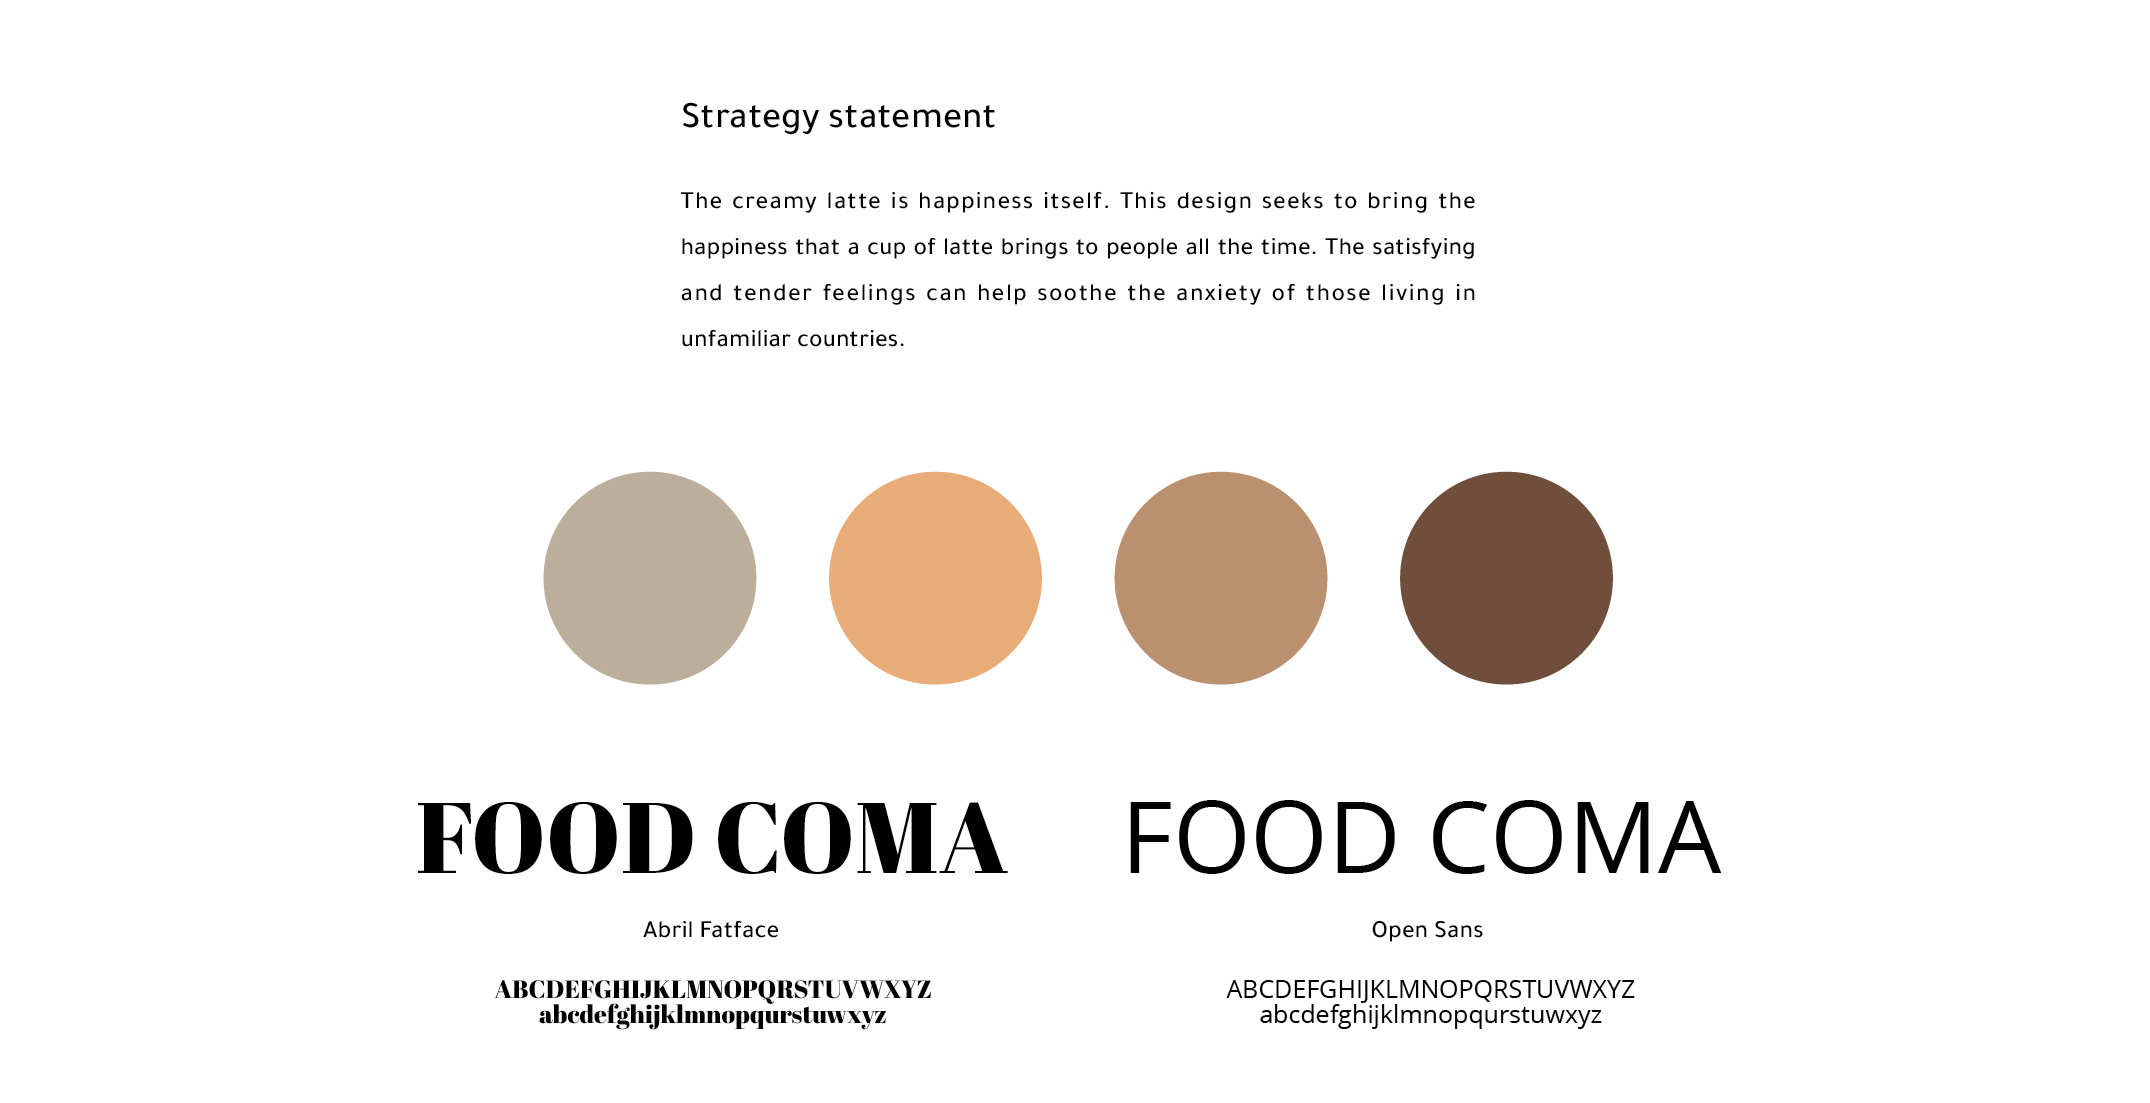 Strategy statement
The creamy latte is happiness itself. This design seeks to bring the
happiness that a cup of latte brings to people all the time. The satisfying
and tender feelings can help soothe the anxiety of those living in
unfamiliar countries.
FOOD COMA
FOOD COMA
Abril Fatface
Open Sans
ABCDEFGHIJKLMNOPQRSTUVWXYZ
abcdefghijklmnopqurstuwxyz
ABCDEFGHIJKLMNOPQRSTUVWXYZ
abcdefghijklmnopqurstuwxyz